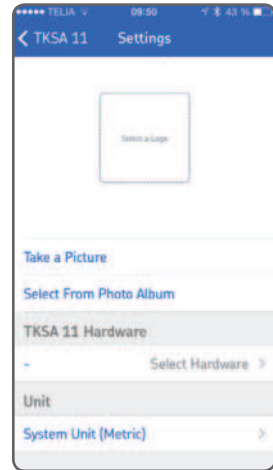 TELIA 09:50 43 %
TKSA 11 Settings
Select a Logo
Take a Picture
Select From Photo Album
TKSA 11 Hardware
- Select Hardware
Unit
System Unit (Metric)